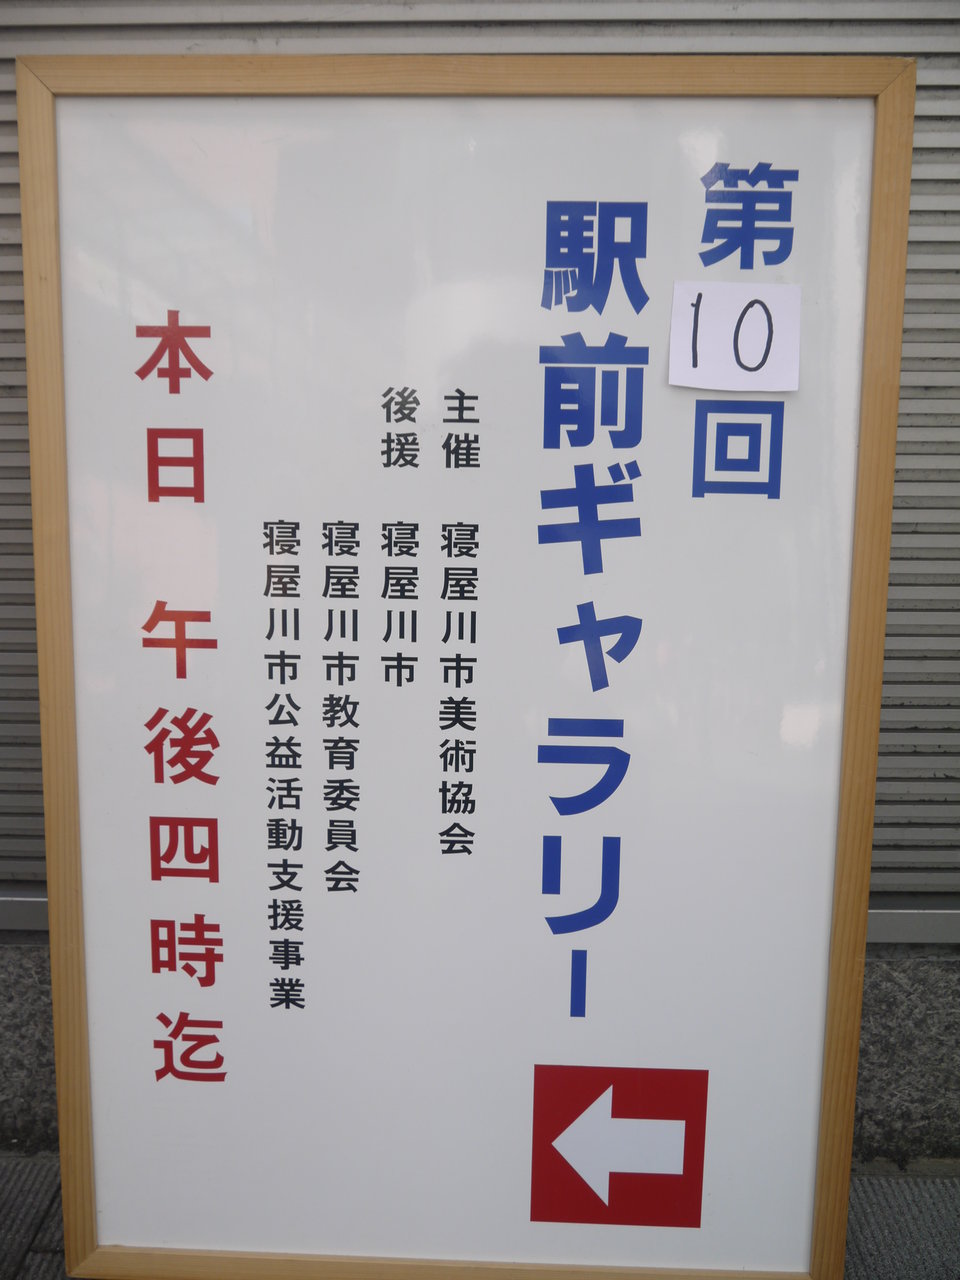 第10回
駅前ギャラリー
主催 寝屋川市美術協会
後援 寝屋川市
寝屋川市教育委員会
寝屋川市公益活動支援事業
本日午後四時迄